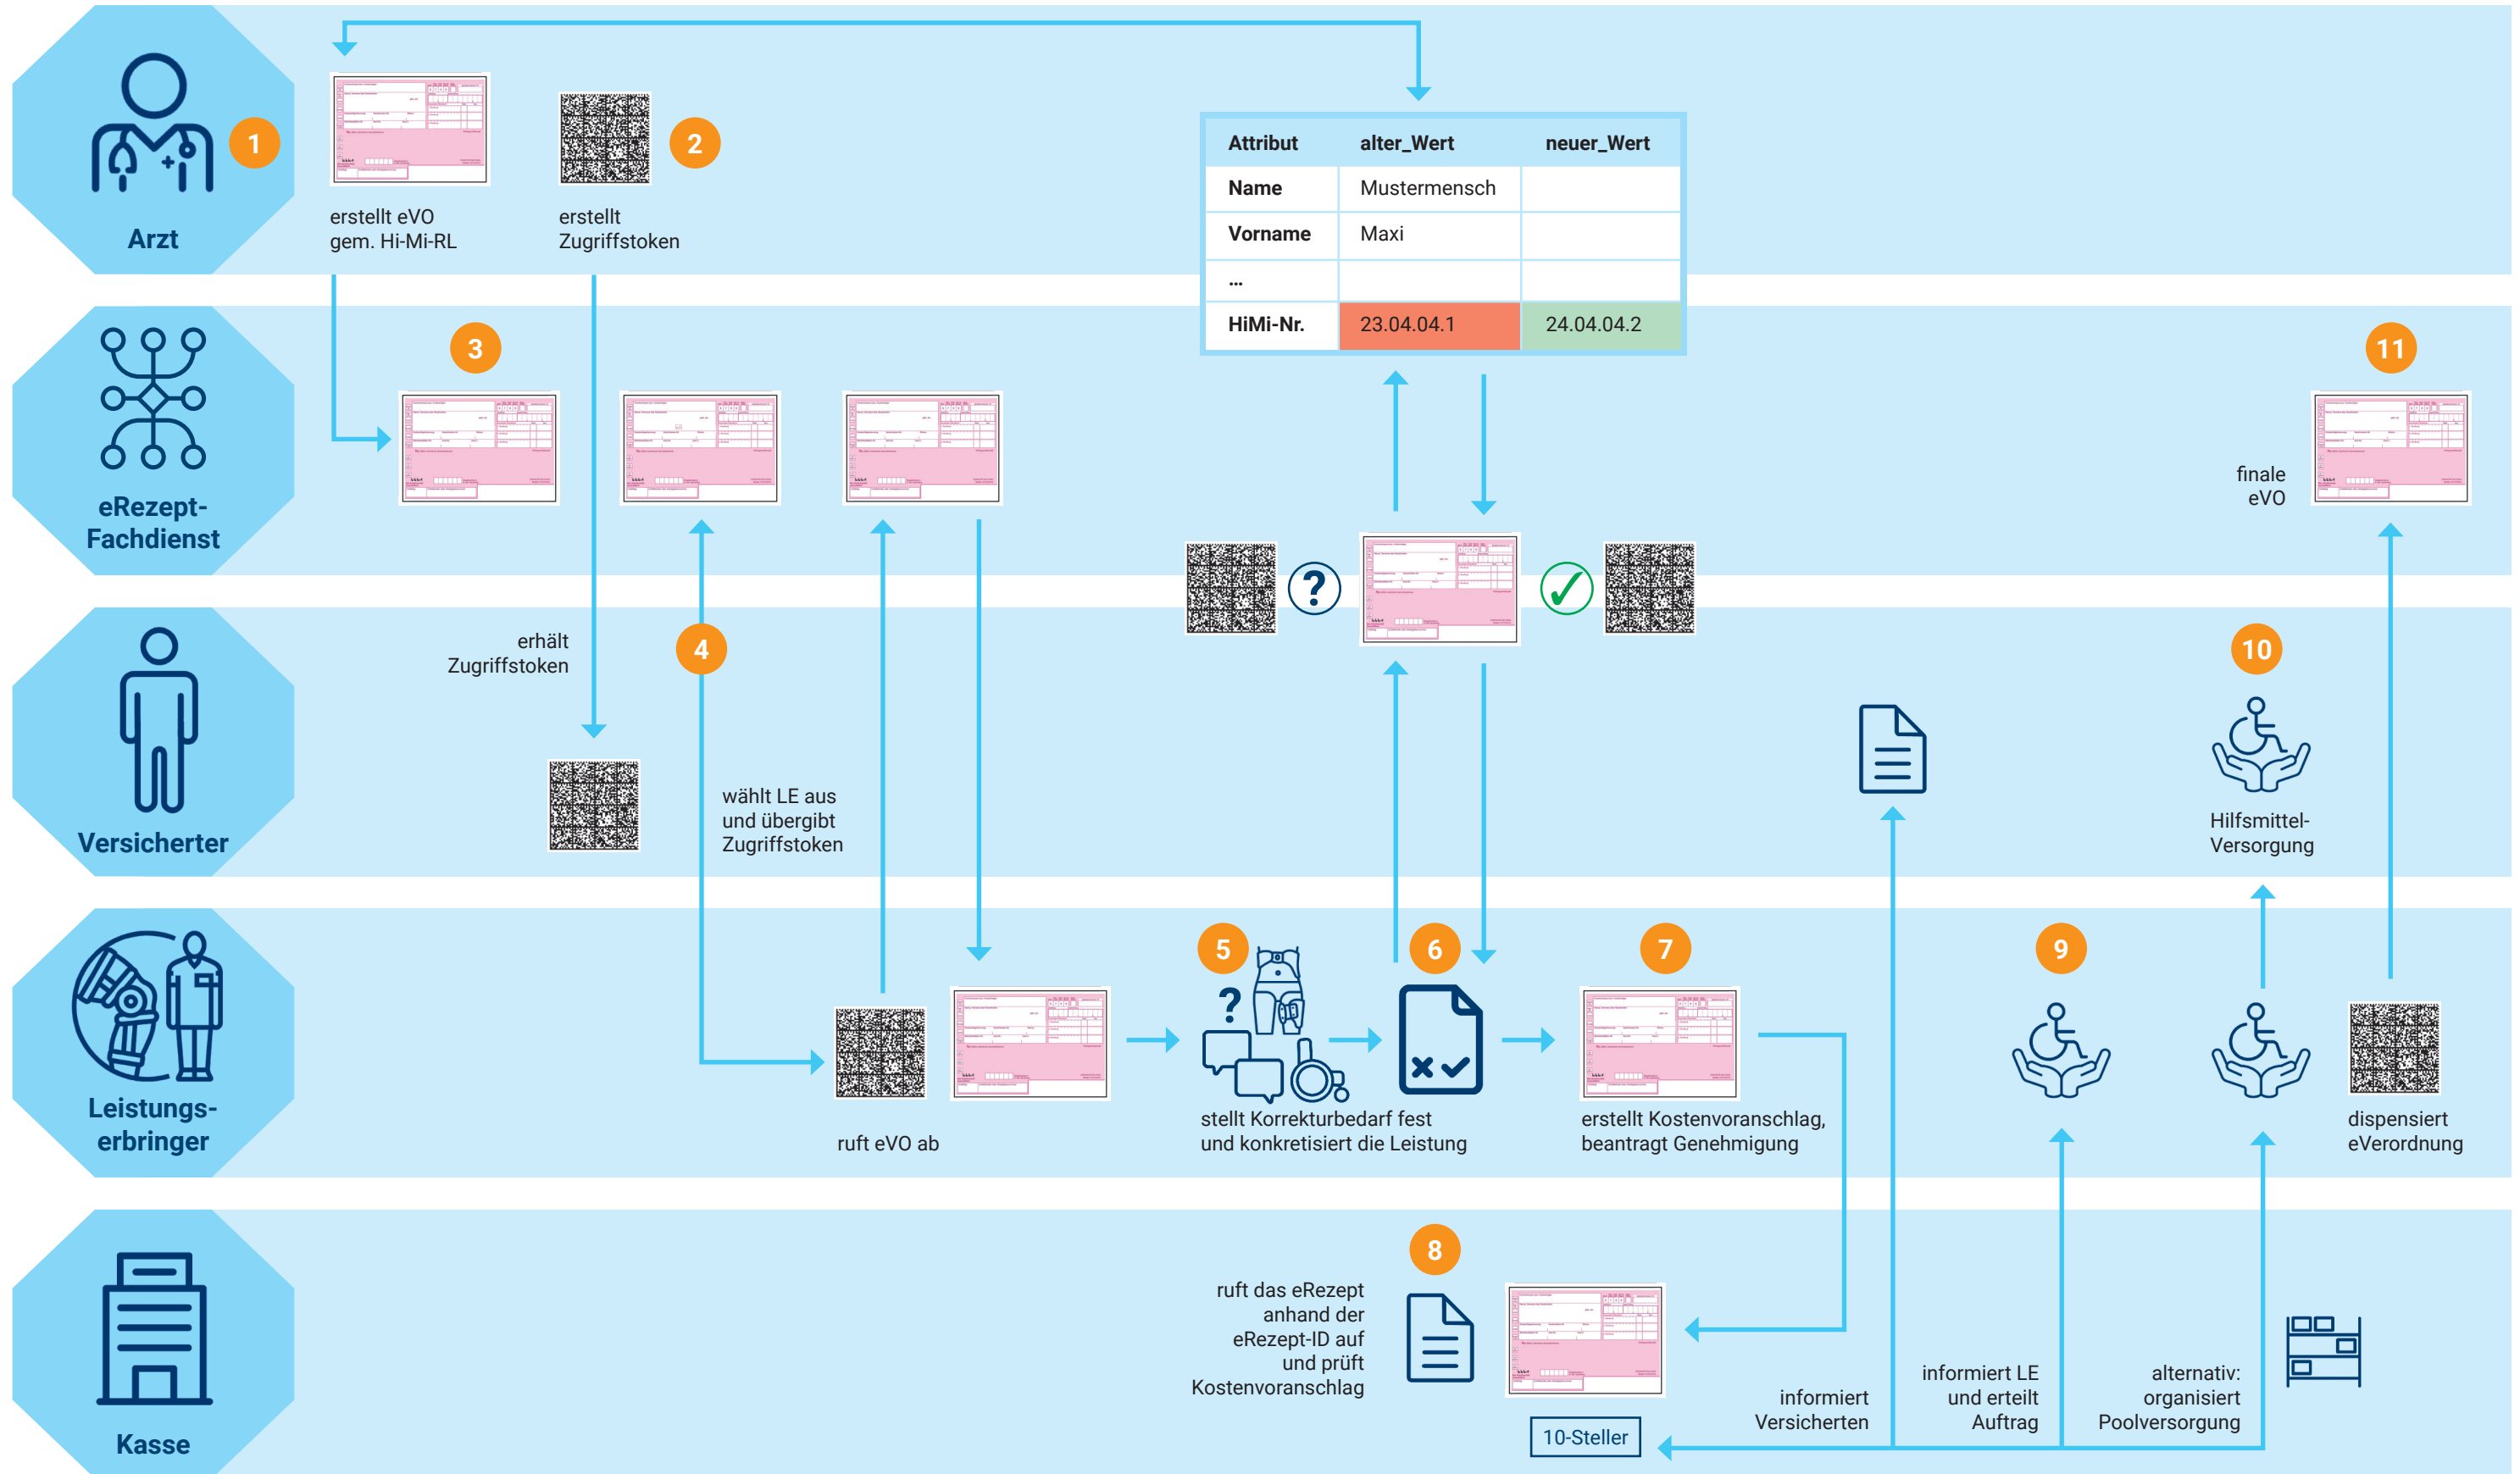 Arzt
1
erstellt eVO
gem. Hi-Mi-RL
2
erstellt
Zugriffstoken
Attribut alter_Wert neuer_Wert
Name Mustermensch
Vorname Maxi
...
HiMi-Nr. 23.04.04.1 24.04.04.2
eRezept-
Fachdienst
3
?
11
finale
eVO
Versicherter
erhält
Zugriffstoken
4
wählt LE aus
und übergibt
Zugriffstoken
10
Hilfsmittel-
Versorgung
Leistungs-
erbringer
ruft eVO ab
5
?
stellt Korrekturbedarf fest
und konkretisiert die Leistung
6
7
erstellt Kostenvoranschlag,
beantragt Genehmigung
9
dispensiert
eVerordnung
Kasse
8
ruft das eRezept
anhand der
eRezept-ID auf
und prüft
Kostenvoranschlag
10-Steller
informiert
Versicherten
informiert LE
und erteilt
Auftrag
alternativ:
organisiert
Poolversorgung